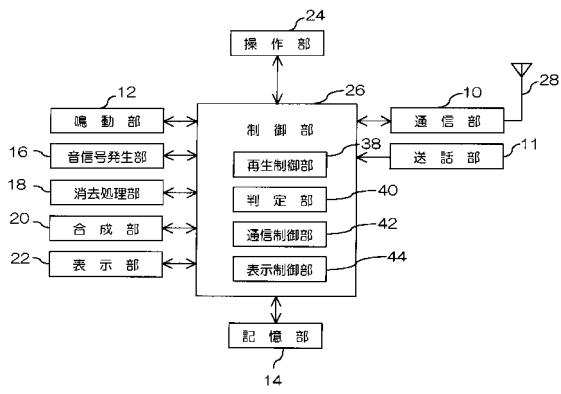 24
操作部
26
制御部
12
鳴動部
16
音信号発生部
18
消去処理部
20
合成部
22
表示部
38
再生制御部
40
判定部
42
通信制御部
44
表示制御部
10
通信部
28
送話部
11
記憶部
14